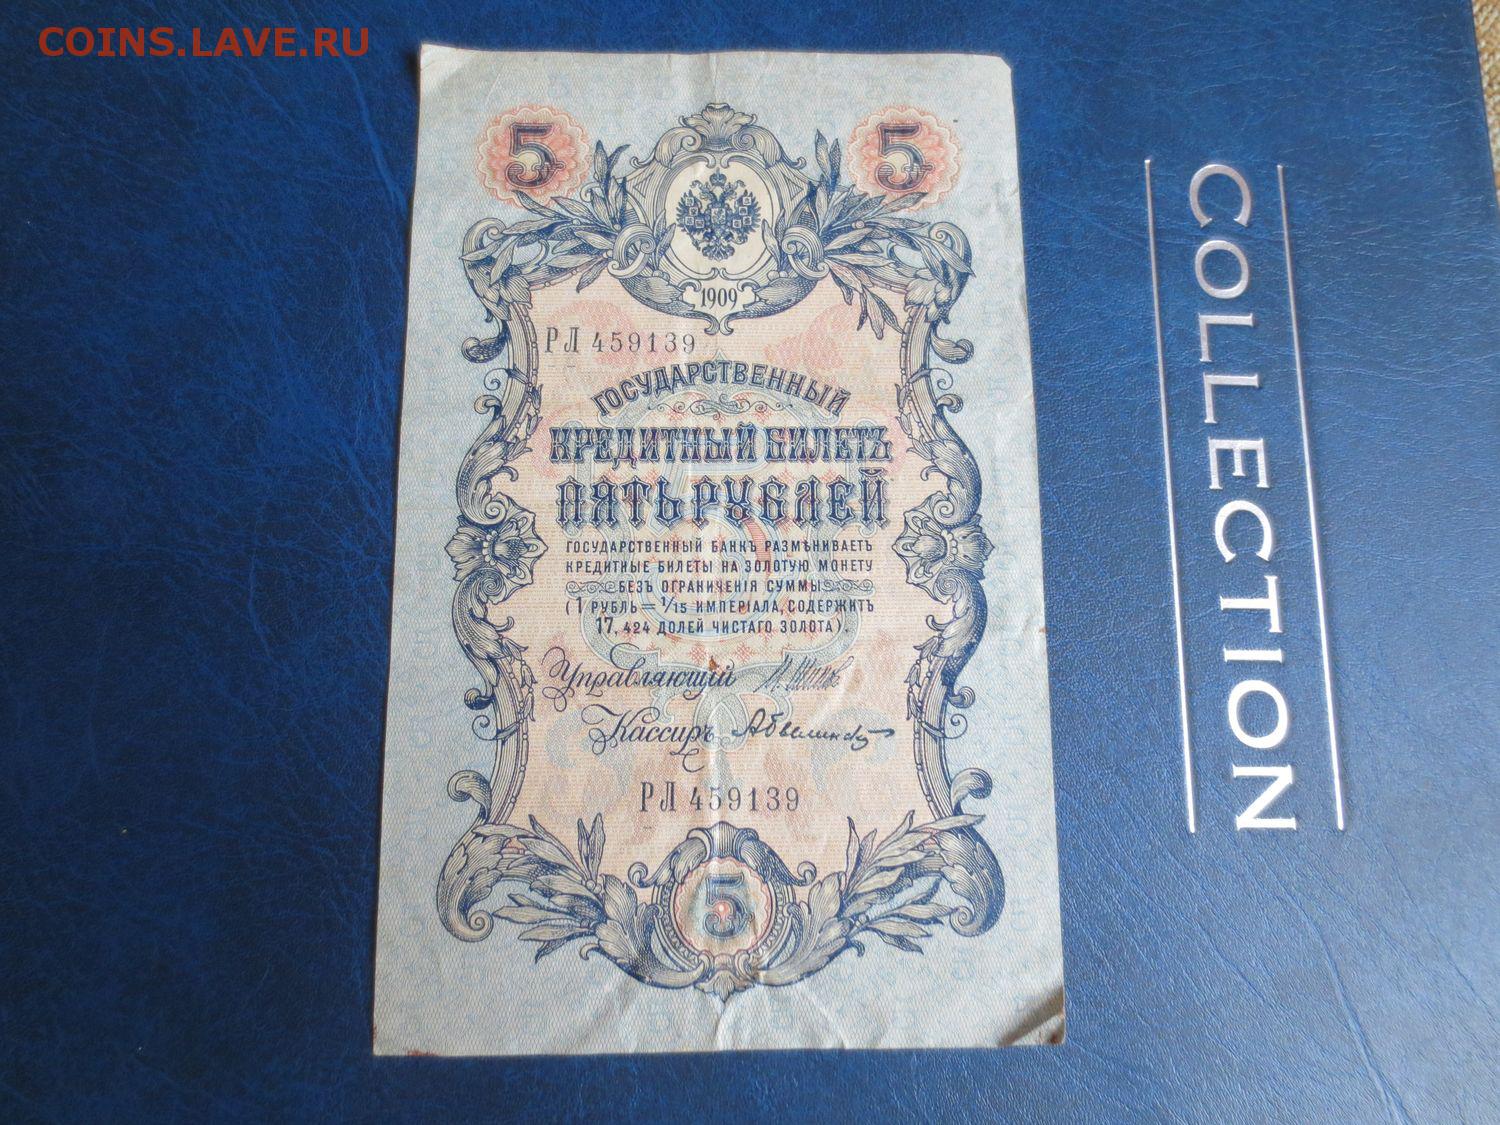 COINS.LAVE.RU
5
5
1909
РЛ 459139
ГОСУДАРСТВЕННЫЙ
КРЕДИТНЫЙ БИЛЕТЪ
ПЯТЬ РУБЛЕЙ
ГОСУДАРСТВЕННЫЙ БАНКЪ РАЗМѢНИВАЕТЪ
КРЕДИТНЫЕ БИЛЕТЫ НА ЗОЛОТУЮ МОНЕТУ
БЕЗЪ ОГРАНИЧЕНІЯ СУММЫ
(1 РУБЛЬ = 1/15 ИМПЕРІАЛА, СОДЕРЖИТЪ
17,424 ДОЛЕЙ ЧИСТАГО ЗОЛОТА).
Управляющій
Кассиръ
РЛ 459139
5
COLLECTION